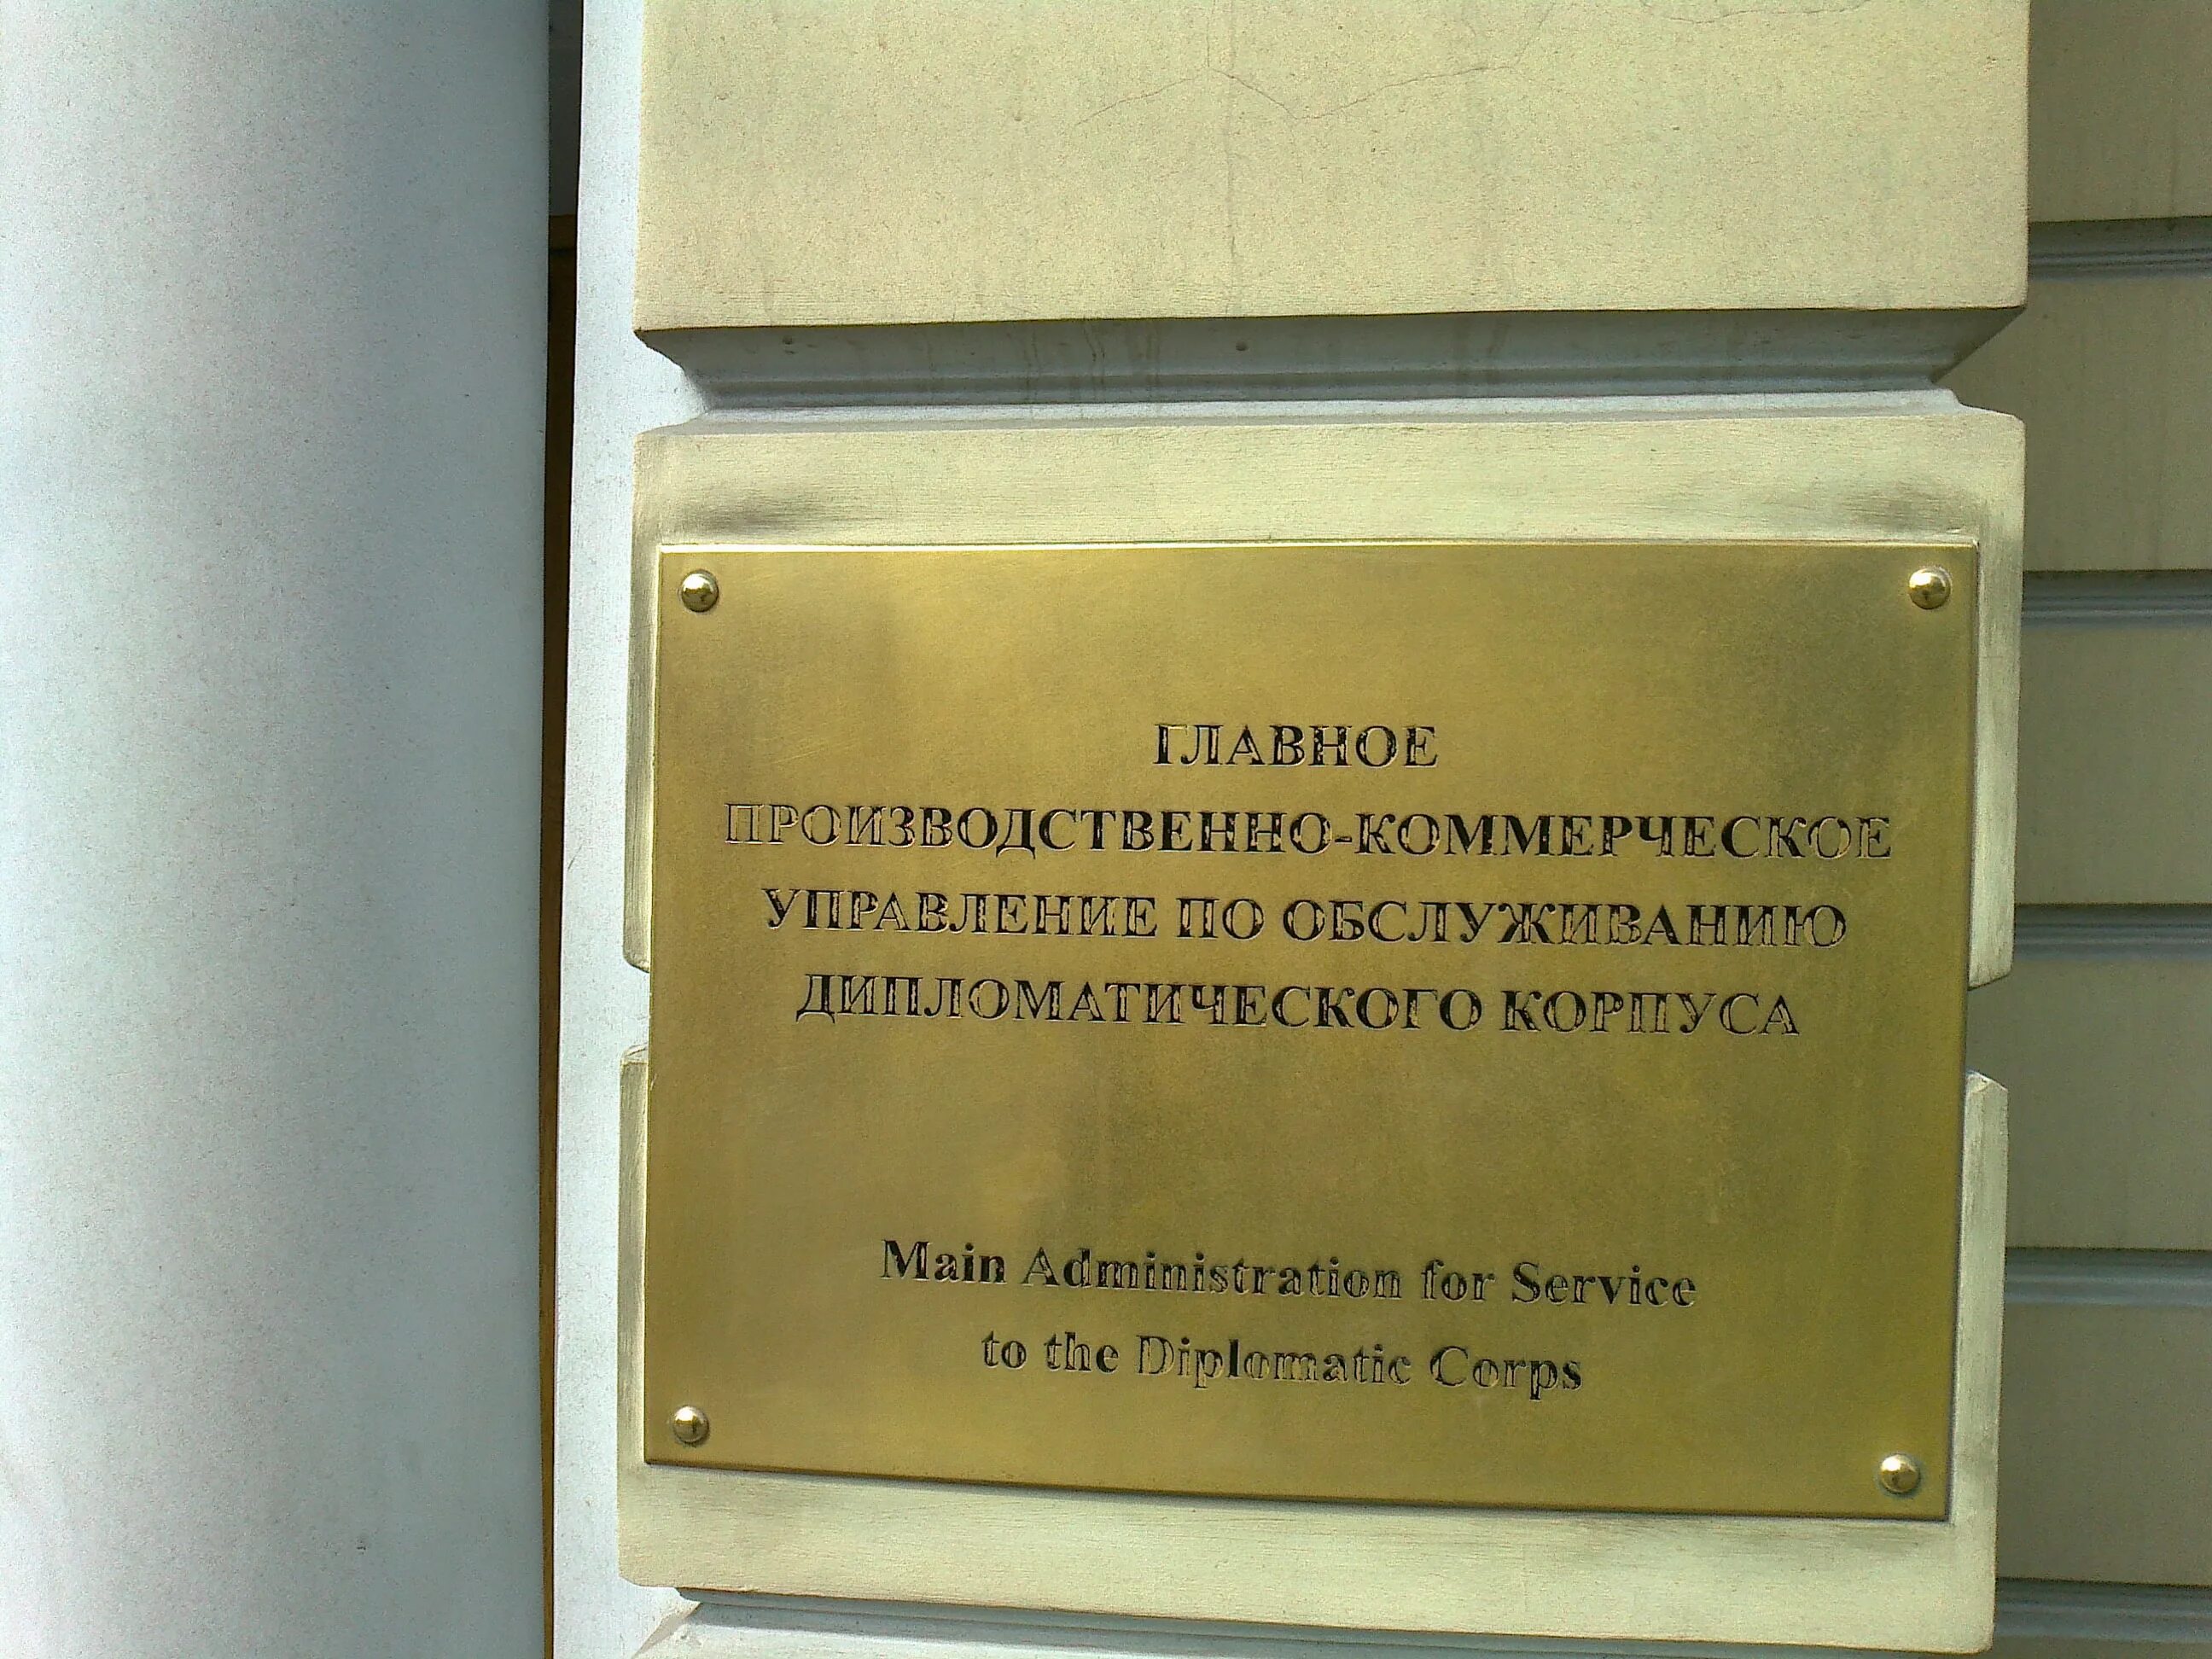 ГЛАВНОЕ
ПРОИЗВОДСТВЕННО-КОММЕРЧЕСКОЕ
УПРАВЛЕНИЕ ПО ОБСЛУЖИВАНИЮ
ДИПЛОМАТИЧЕСКОГО КОРПУСА
Main Administration for Service
to the Diplomatic Corps